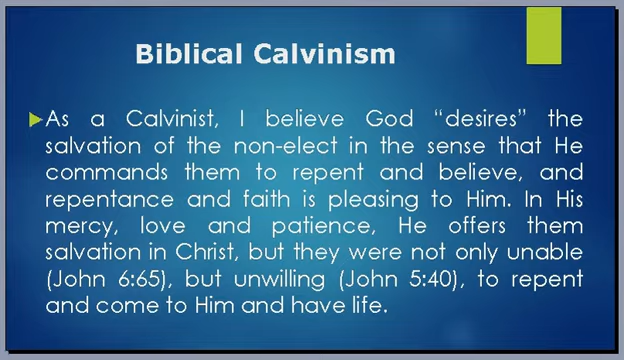 Biblical Calvinism
As a Calvinist, I believe God “desires” the
salvation of the non-elect in the sense that He
commands them to repent and believe, and
repentance and faith is pleasing to Him. In His
mercy, love and patience, He offers them
salvation in Christ, but they were not only unable
(John 6:65), but unwilling (John 5:40), to repent
and come to Him and have life.